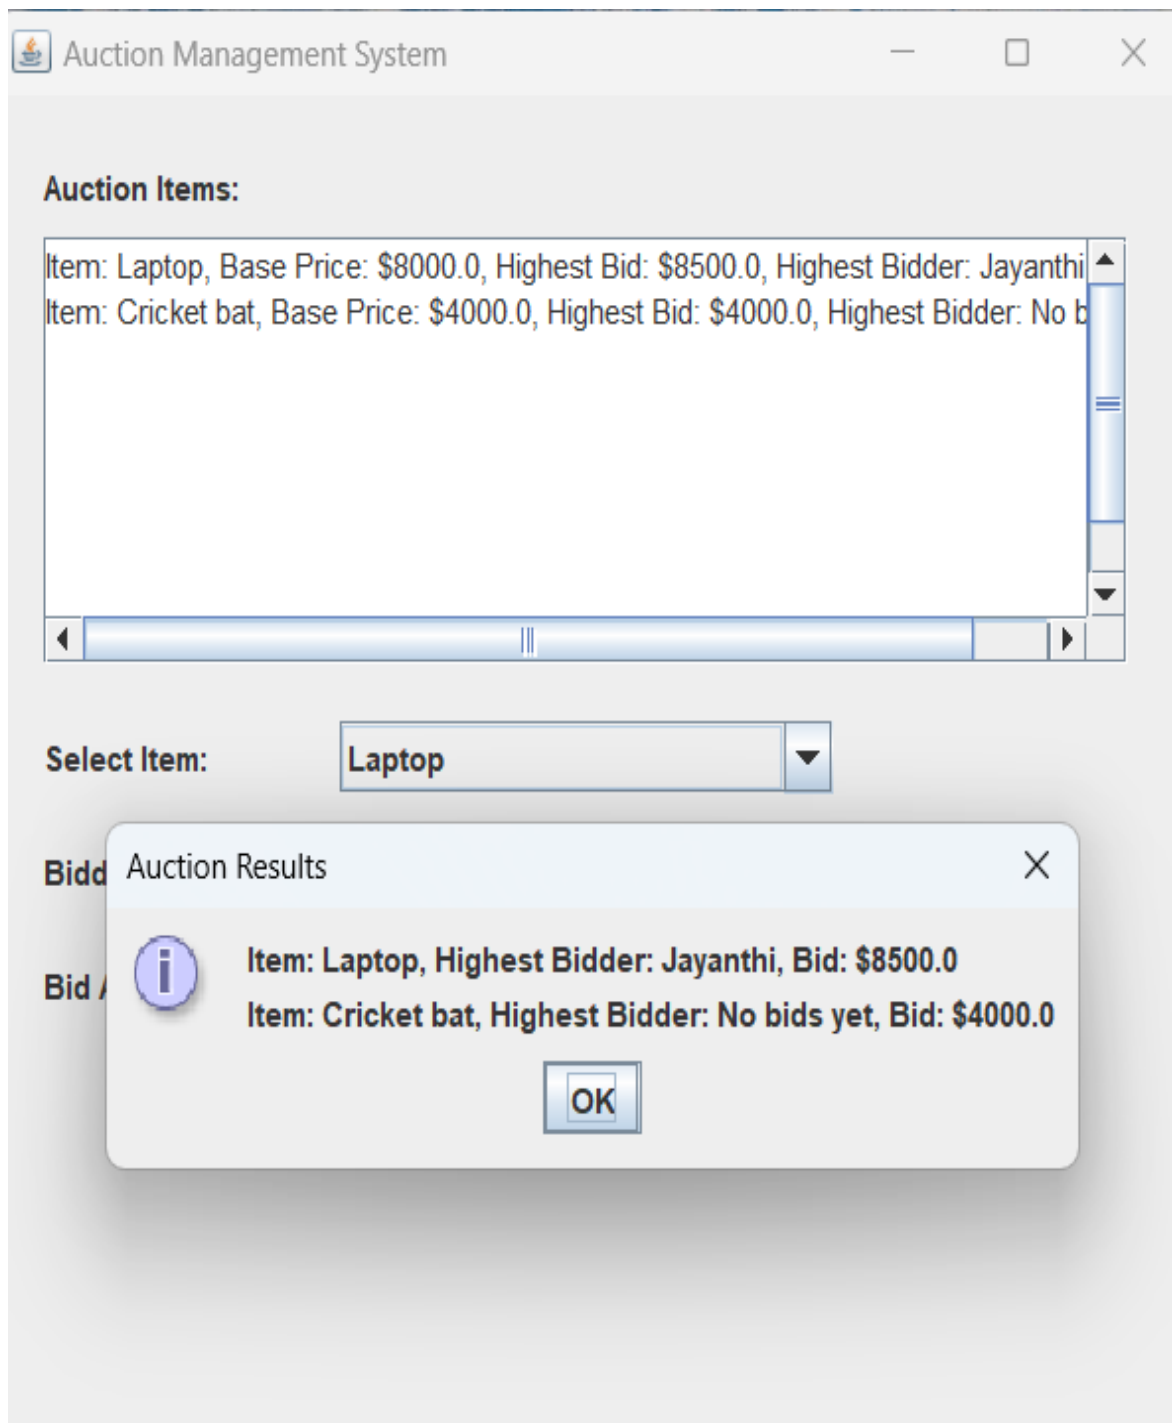 Auction Management System
Auction Items:
Item: Laptop, Base Price: $8000.0, Highest Bid: $8500.0, Highest Bidder: Jayanthi
Item: Cricket bat, Base Price: $4000.0, Highest Bid: $4000.0, Highest Bidder: No b
Select Item:
Laptop
Bidd
Auction Results
Item: Laptop, Highest Bidder: Jayanthi, Bid: $8500.0
Bid
Item: Cricket bat, Highest Bidder: No bids yet, Bid: $4000.0
OK